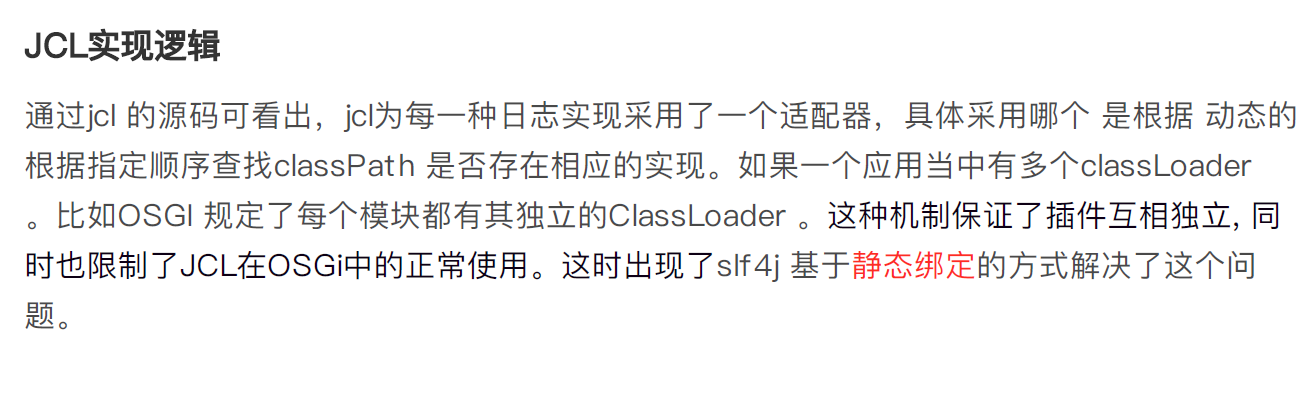 JCL实现逻辑
通过jcl 的源码可看出，jcl为每一种日志实现采用了一个适配器，具体采用哪个 是根据 动态的
根据指定顺序查找classPath 是否存在相应的实现。如果一个应用当中有多个classLoader
。比如OSGI 规定了每个模块都有其独立的ClassLoader 。这种机制保证了插件互相独立, 同
时也限制了JCL在OSGi中的正常使用。这时出现了slf4j 基于静态绑定的方式解决了这个问
题。